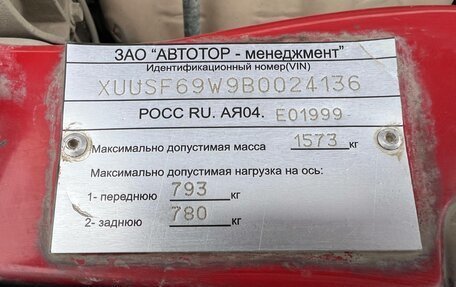 ЗАО "АВТОТОР - менеджмент"
Идентификационный номер(VIN)
XUUSF69W9B0024136
РОСС RU. АЯ04. E01999
Максимально допустимая масса 1573 кг
Максимально допустимая нагрузка на ось:
1- переднюю 793 кг
2- заднюю 780 кг